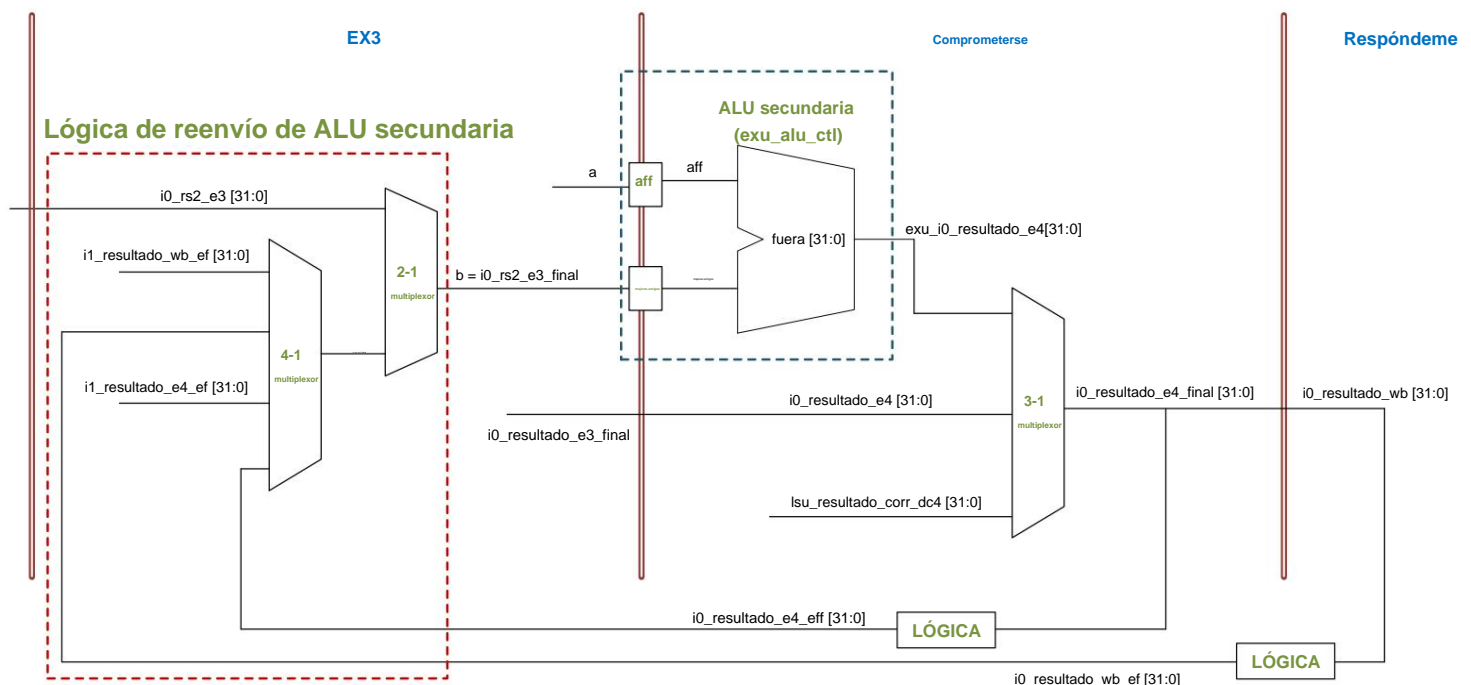 EX3
Comprometerse
Respóndeme
Lógica de reenvío de ALU secundaria
ALU secundaria
(exu_alu_ctl)
i0_rs2_e3 [31:0]
i1_resultado_wb_ef [31:0]
2-1
multiplexor
b = i0_rs2_e3_final
4-1
multiplexor
i1_resultado_e4_ef [31:0]
a
aff
aff
fuera [31:0]
exu_i0_resultado_e4[31:0]
i0_resultado_e4 [31:0]
i0_resultado_e3_final
3-1
multiplexor
i0_resultado_e4_final [31:0]
i0_resultado_wb [31:0]
lsu_resultado_corr_dc4 [31:0]
i0_resultado_e4_eff [31:0]
LÓGICA
LÓGICA
i0_resultado_wb_ef [31:0]